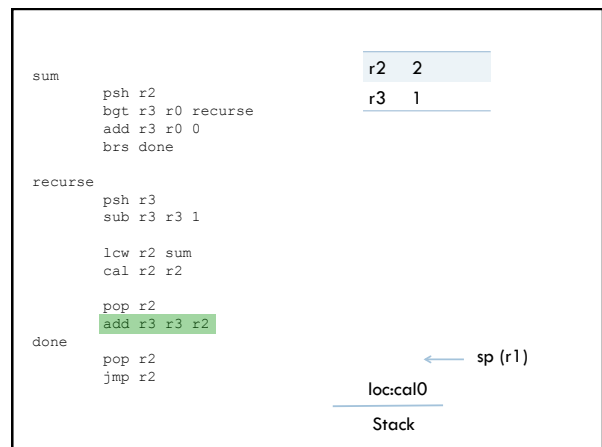 sum
psh r2
bgt r3 r0 recurse
add r3 r0 0
brs done
recurse
psh r3
sub r3 r3 1
lcw r2 sum
cal r2 r2
pop r2
add r3 r3 r2
done
pop r2
jmp r2
r2 2
r3 1
sp (r1)
loc:cal0
Stack